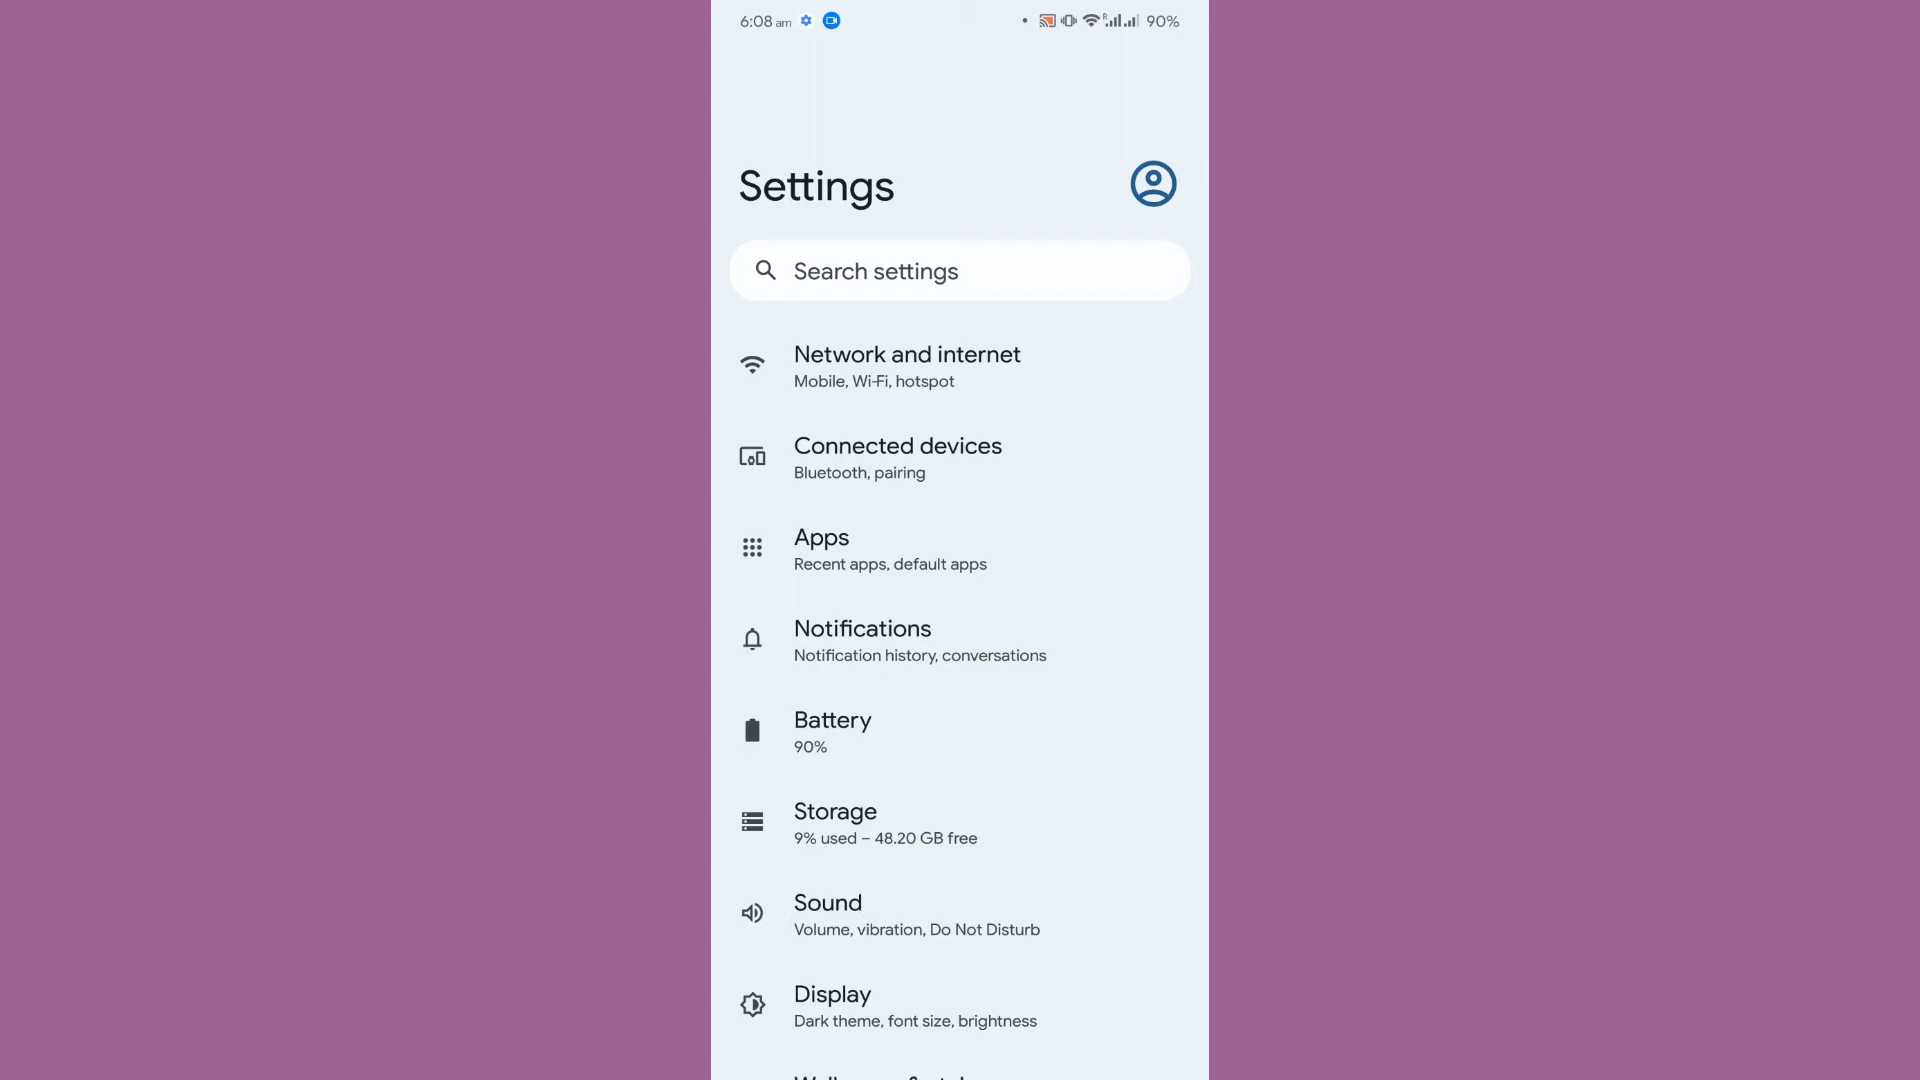 6:08 am
R
90%
Settings
Search settings
Network and internet
Mobile, Wi-Fi, hotspot
Connected devices
Bluetooth, pairing
Apps
Recent apps, default apps
Notifications
Notification history, conversations
Battery
90%
Storage
9% used – 48.20 GB free
Sound
Volume, vibration, Do Not Disturb
Display
Dark theme, font size, brightness